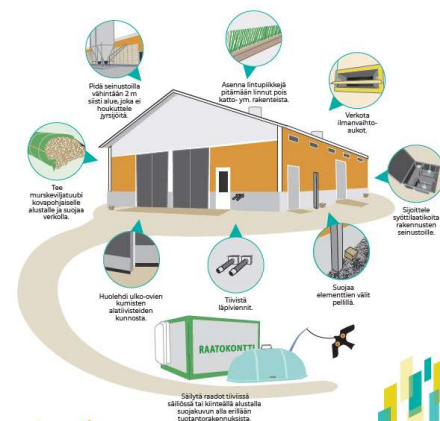 Pidä seinustoilla
vähintään 2 m
siisti alue, joka ei
houkuttele
jyrsijöitä.
Asenna lintupiikkejä
pitämään linnut pois
katto- ym. rakenteista.
Verkota
ilmanvaihto-
aukot.
Tee
murskeviljatuubi
kovapohjaiselle
alustalle ja suojaa
verkolla.
Sijoittele
syöttilaatikoita
rakennusten
seinustoille.
Huolehdi ulko-ovien
kumisten
alatiivisteiden
kunnosta.
Tiivistä
läpiviennit.
Suojaa
elementtien välit
pellillä.
RAATOKONTTI
Säilytä raadot tiiviissä
säiliössä tai kiinteällä alustalla
suojakuvun alla erillään
tuotantorakennuksista.